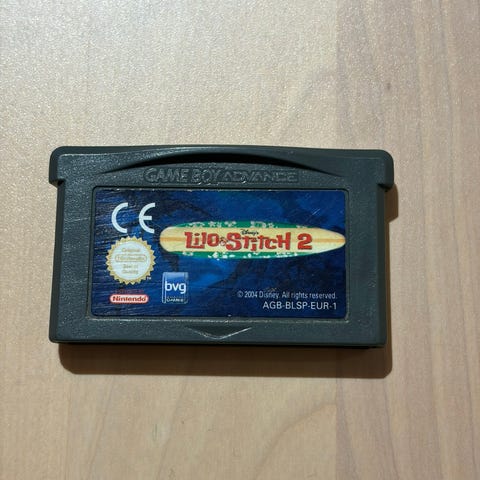 GAME BOY ADVANCE
CE
Disney's
LILO & STITCH 2
Original
Nintendo
Seal of
Quality
Nintendo
bvg
© 2004 Disney. All rights reserved.
AGB-BLSP-EUR-1